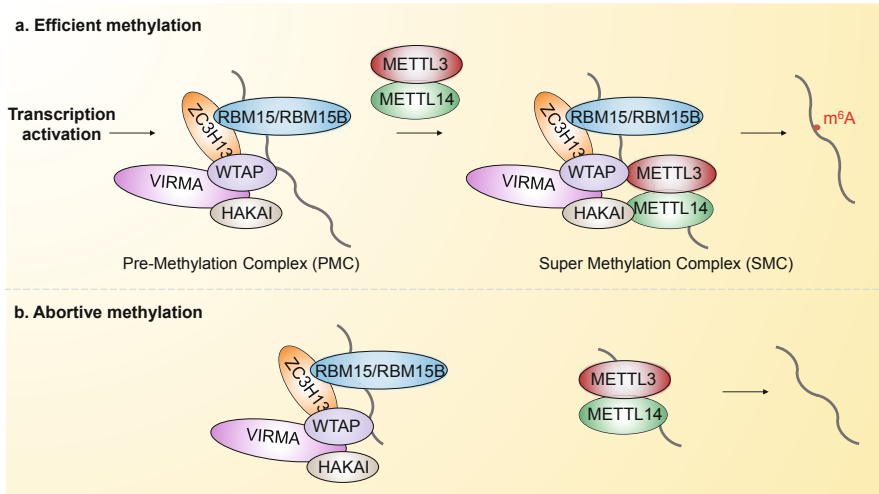 a. Efficient methylation
Transcription
activation
ZC3H13
RBM15/RBM15B
WTAP
VIRMA
HAKAI
Pre-Methylation Complex (PMC)
METTL3
METTL14
ZC3H13
RBM15/RBM15B
WTAP
METTL3
VIRMA
HAKAI
METTL14
Super Methylation Complex (SMC)
m⁶A
b. Abortive methylation
ZC3H13
RBM15/RBM15B
WTAP
VIRMA
HAKAI
METTL3
METTL14